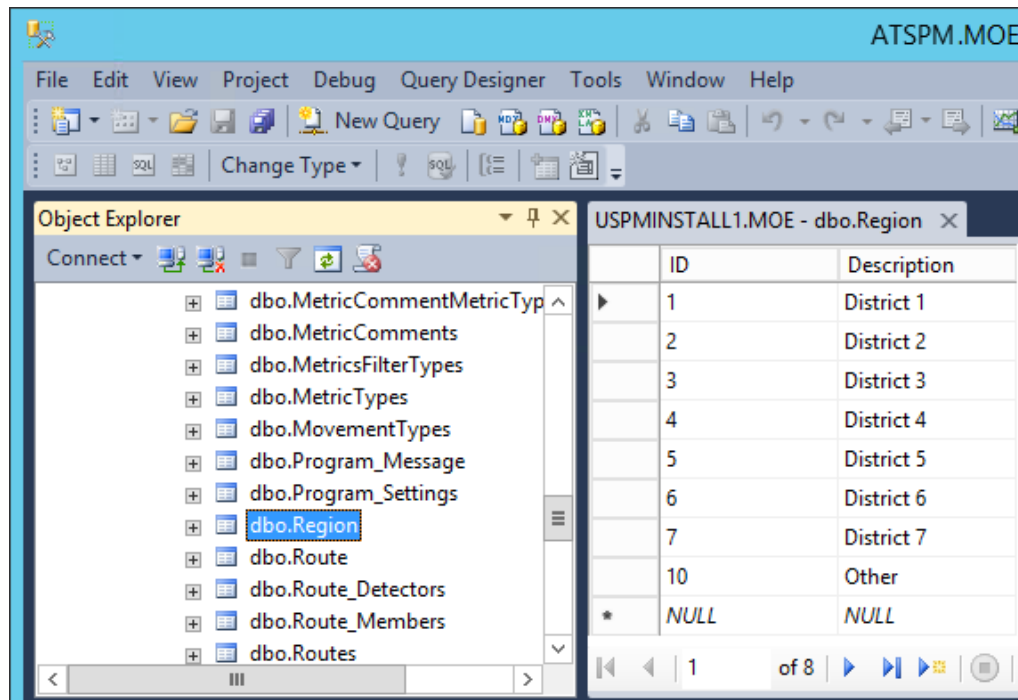 ATSPM.MOE
File Edit View Project Debug Query Designer Tools Window Help
New Query
Change Type
Object Explorer
USPMINSTALL1.MOE - dbo.Region
Connect
ID Description
dbo.MetricCommentMetricTyp
1 District 1
dbo.MetricComments
2 District 2
dbo.MetricsFilterTypes
3 District 3
dbo.MetricTypes
4 District 4
dbo.MovementTypes
5 District 5
dbo.Program_Message
6 District 6
dbo.Program_Settings
7 District 7
dbo.Region
10 Other
dbo.Route
NULL NULL
dbo.Route_Detectors
dbo.Route_Members
dbo.Routes
1 of 8